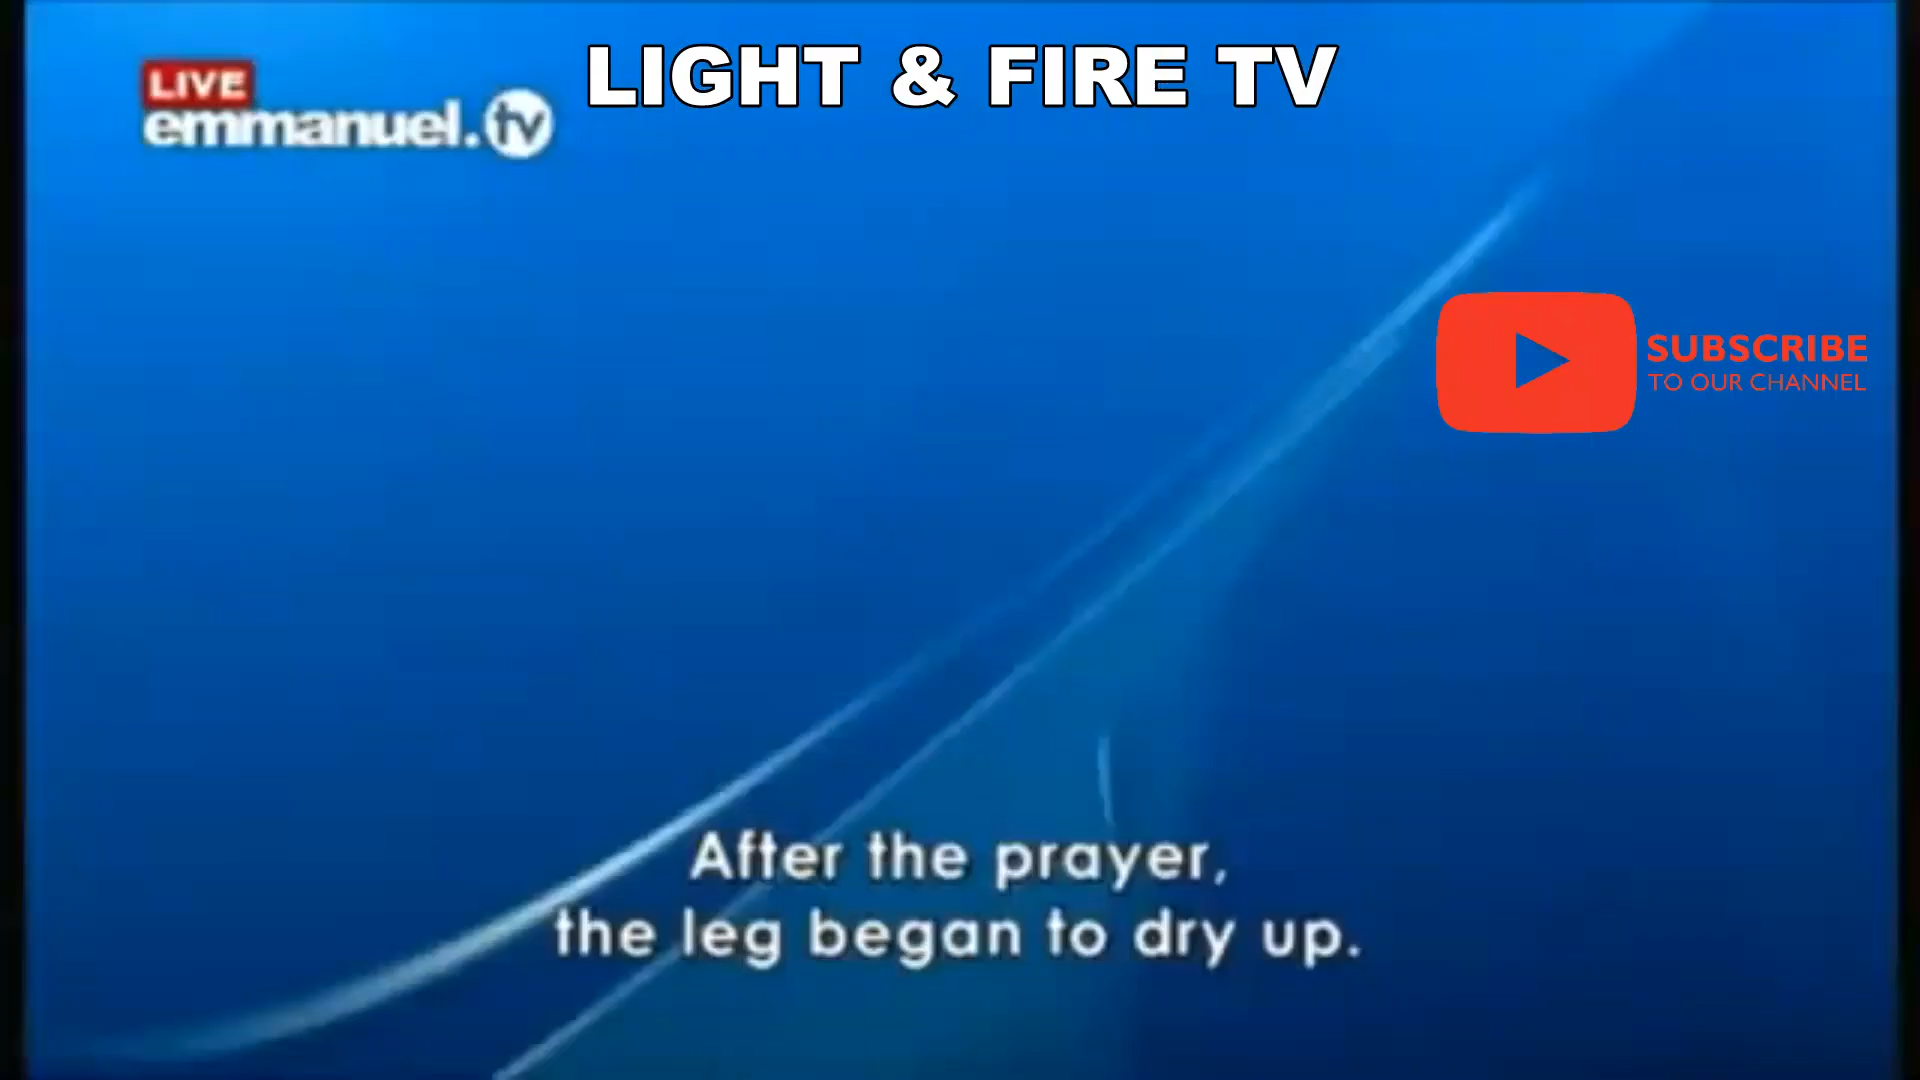 LIGHT & FIRE TV
LIVE
emmanuel.tv
SUBSCRIBE
TO OUR CHANNEL
After the prayer,
the leg began to dry up.